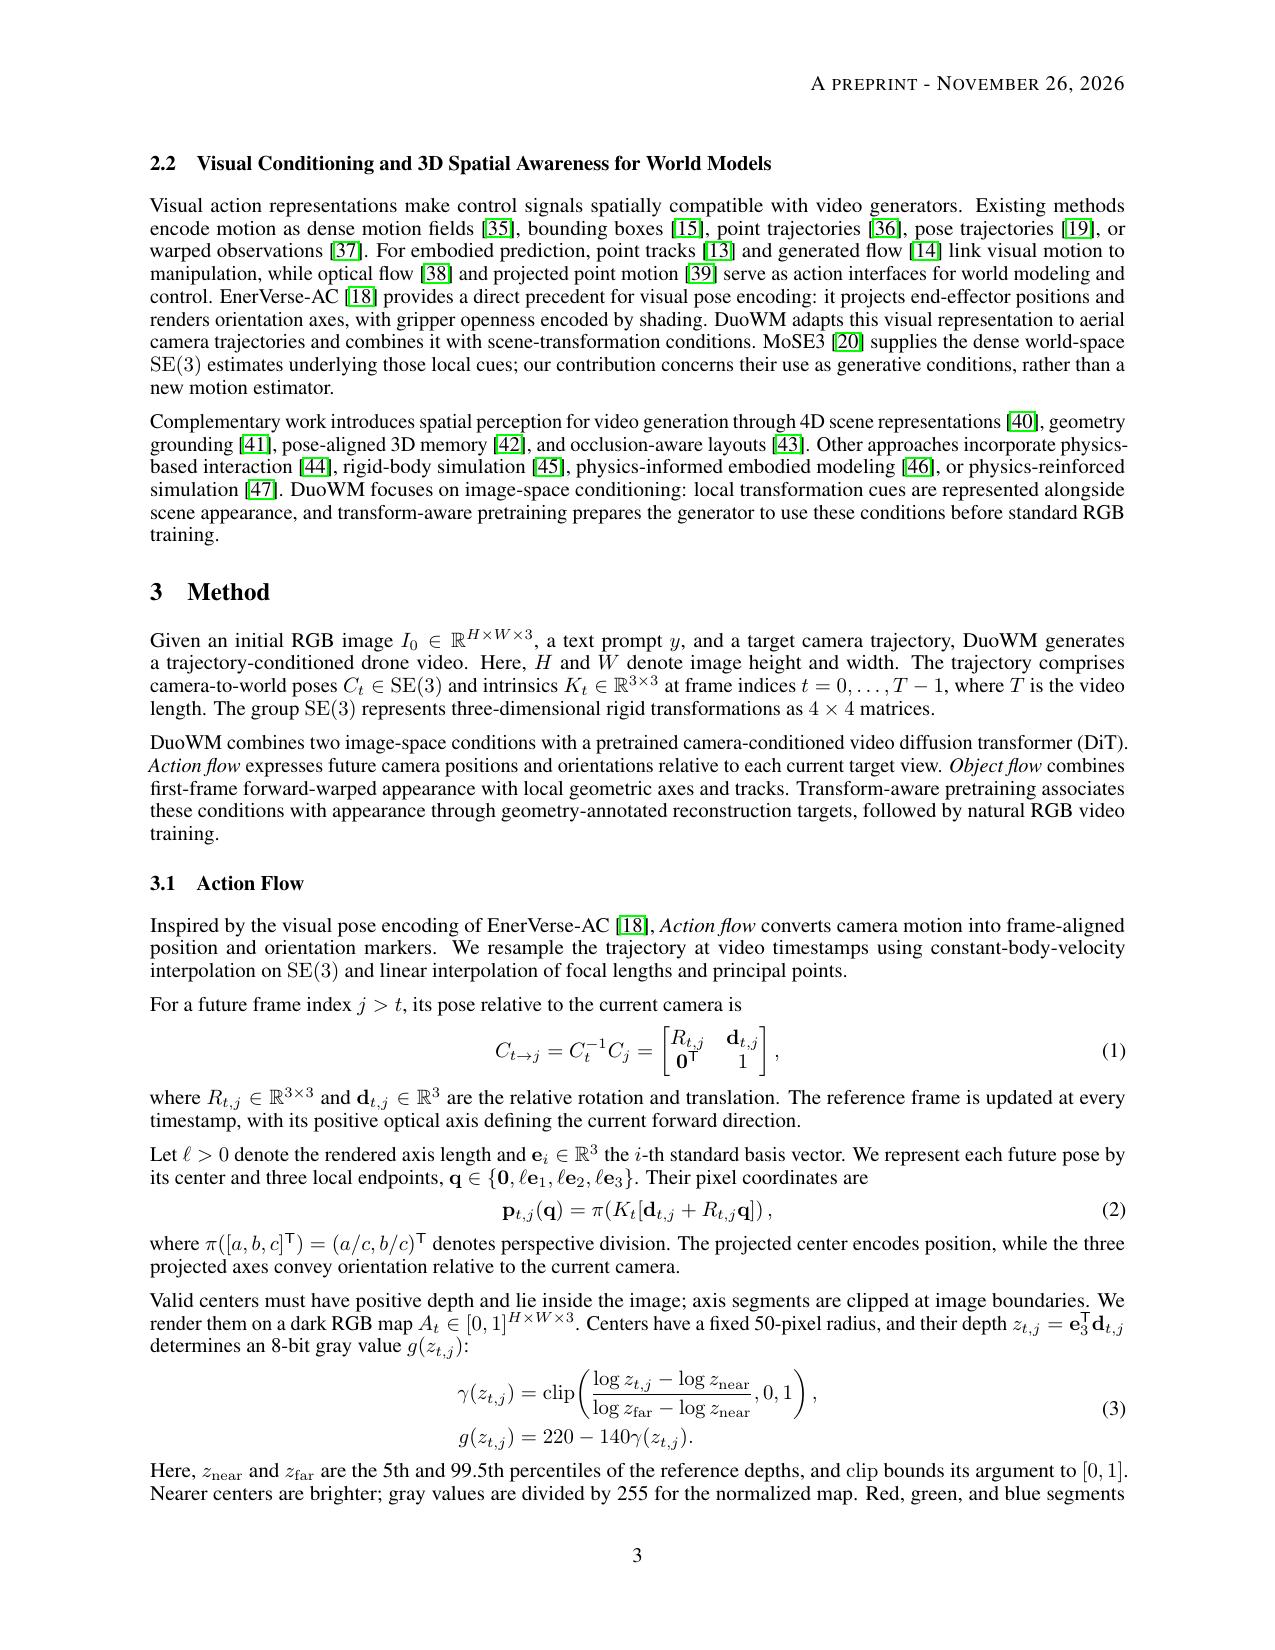 A PREPRINT - NOVEMBER 26, 2026
2.2 Visual Conditioning and 3D Spatial Awareness for World Models
Visual action representations make control signals spatially compatible with video generators. Existing methods
encode motion as dense motion fields [35], bounding boxes [15], point trajectories [36], pose trajectories [19], or
warped observations [37]. For embodied prediction, point tracks [13] and generated flow [14] link visual motion to
manipulation, while optical flow [38] and projected point motion [39] serve as action interfaces for world modeling and
control. EnerVerse-AC [18] provides a direct precedent for visual pose encoding: it projects end-effector positions and
renders orientation axes, with gripper openness encoded by shading. DuoWM adapts this visual representation to aerial
camera trajectories and combines it with scene-transformation conditions. MoSE3 [20] supplies the dense world-space
SE(3) estimates underlying those local cues; our contribution concerns their use as generative conditions, rather than a
new motion estimator.
Complementary work introduces spatial perception for video generation through 4D scene representations [40], geometry
grounding [41], pose-aligned 3D memory [42], and occlusion-aware layouts [43]. Other approaches incorporate physics-
based interaction [44], rigid-body simulation [45], physics-informed embodied modeling [46], or physics-reinforced
simulation [47]. DuoWM focuses on image-space conditioning: local transformation cues are represented alongside
scene appearance, and transform-aware pretraining prepares the generator to use these conditions before standard RGB
training.
3 Method
Given an initial RGB image I₀ ∈ ℝ^{H×W×3}, a text prompt y, and a target camera trajectory, DuoWM generates
a trajectory-conditioned drone video. Here, H and W denote image height and width. The trajectory comprises
camera-to-world poses C_t ∈ SE(3) and intrinsics K_t ∈ ℝ^{3×3} at frame indices t = 0, . . . , T − 1, where T is the video
length. The group SE(3) represents three-dimensional rigid transformations as 4 × 4 matrices.
DuoWM combines two image-space conditions with a pretrained camera-conditioned video diffusion transformer (DiT).
Action flow expresses future camera positions and orientations relative to each current target view. Object flow combines
first-frame forward-warped appearance with local geometric axes and tracks. Transform-aware pretraining associates
these conditions with appearance through geometry-annotated reconstruction targets, followed by natural RGB video
training.
3.1 Action Flow
Inspired by the visual pose encoding of EnerVerse-AC [18], Action flow converts camera motion into frame-aligned
position and orientation markers. We resample the trajectory at video timestamps using constant-body-velocity
interpolation on SE(3) and linear interpolation of focal lengths and principal points.
For a future frame index j > t, its pose relative to the current camera is
C_{t→j} = C_t^{−1} C_j = [R_{t,j} d_{t,j}; 0^⊤ 1], (1)
where R_{t,j} ∈ ℝ^{3×3} and d_{t,j} ∈ ℝ³ are the relative rotation and translation. The reference frame is updated at every
timestamp, with its positive optical axis defining the current forward direction.
Let ℓ > 0 denote the rendered axis length and e_i ∈ ℝ³ the i-th standard basis vector. We represent each future pose by
its center and three local endpoints, q ∈ {0, ℓe₁, ℓe₂, ℓe₃}. Their pixel coordinates are
p_{t,j}(q) = π(K_t[d_{t,j} + R_{t,j}q]) , (2)
where π([a, b, c]^⊤) = (a/c, b/c)^⊤ denotes perspective division. The projected center encodes position, while the three
projected axes convey orientation relative to the current camera.
Valid centers must have positive depth and lie inside the image; axis segments are clipped at image boundaries. We
render them on a dark RGB map A_t ∈ [0, 1]^{H×W×3}. Centers have a fixed 50-pixel radius, and their depth z_{t,j} = e₃^⊤ d_{t,j}
determines an 8-bit gray value g(z_{t,j}):
γ(z_{t,j}) = clip( (log z_{t,j} − log z_near) / (log z_far − log z_near) , 0, 1 ) ,
(3)
g(z_{t,j}) = 220 − 140γ(z_{t,j}).
Here, z_near and z_far are the 5th and 99.5th percentiles of the reference depths, and clip bounds its argument to [0, 1].
Nearer centers are brighter; gray values are divided by 255 for the normalized map. Red, green, and blue segments
3